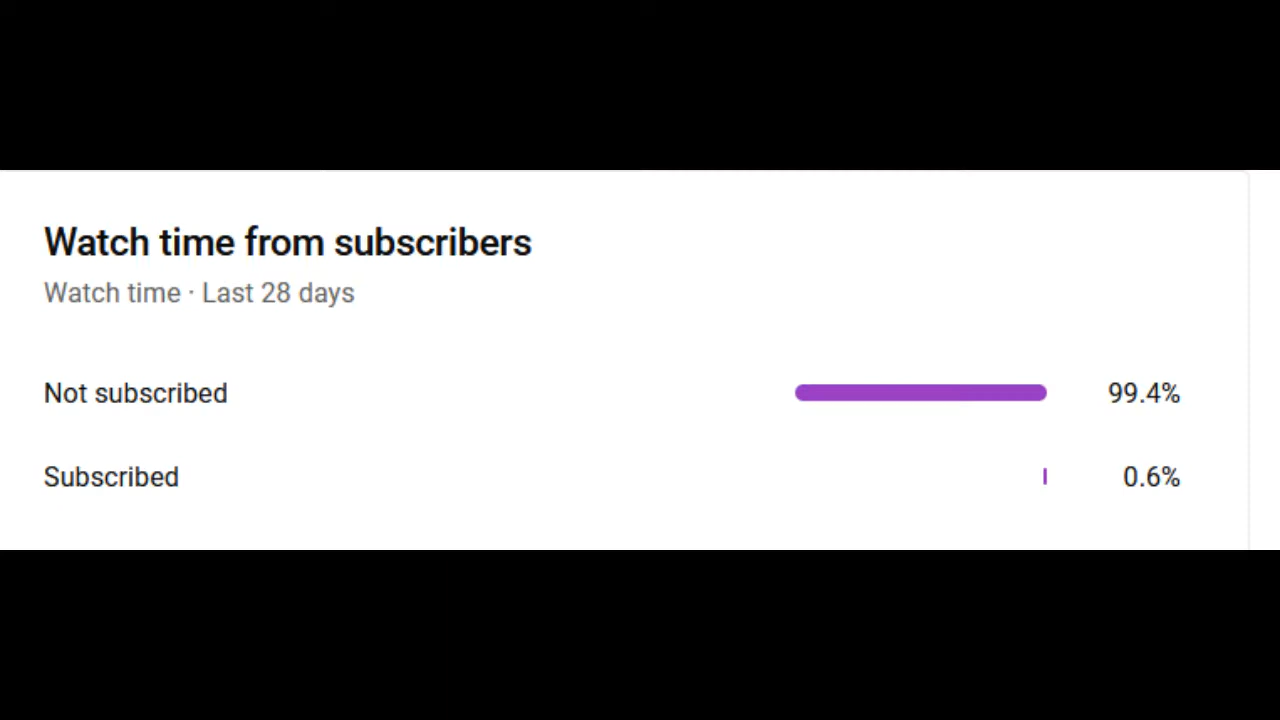 Watch time from subscribers
Watch time · Last 28 days
Not subscribed 99.4%
Subscribed 0.6%